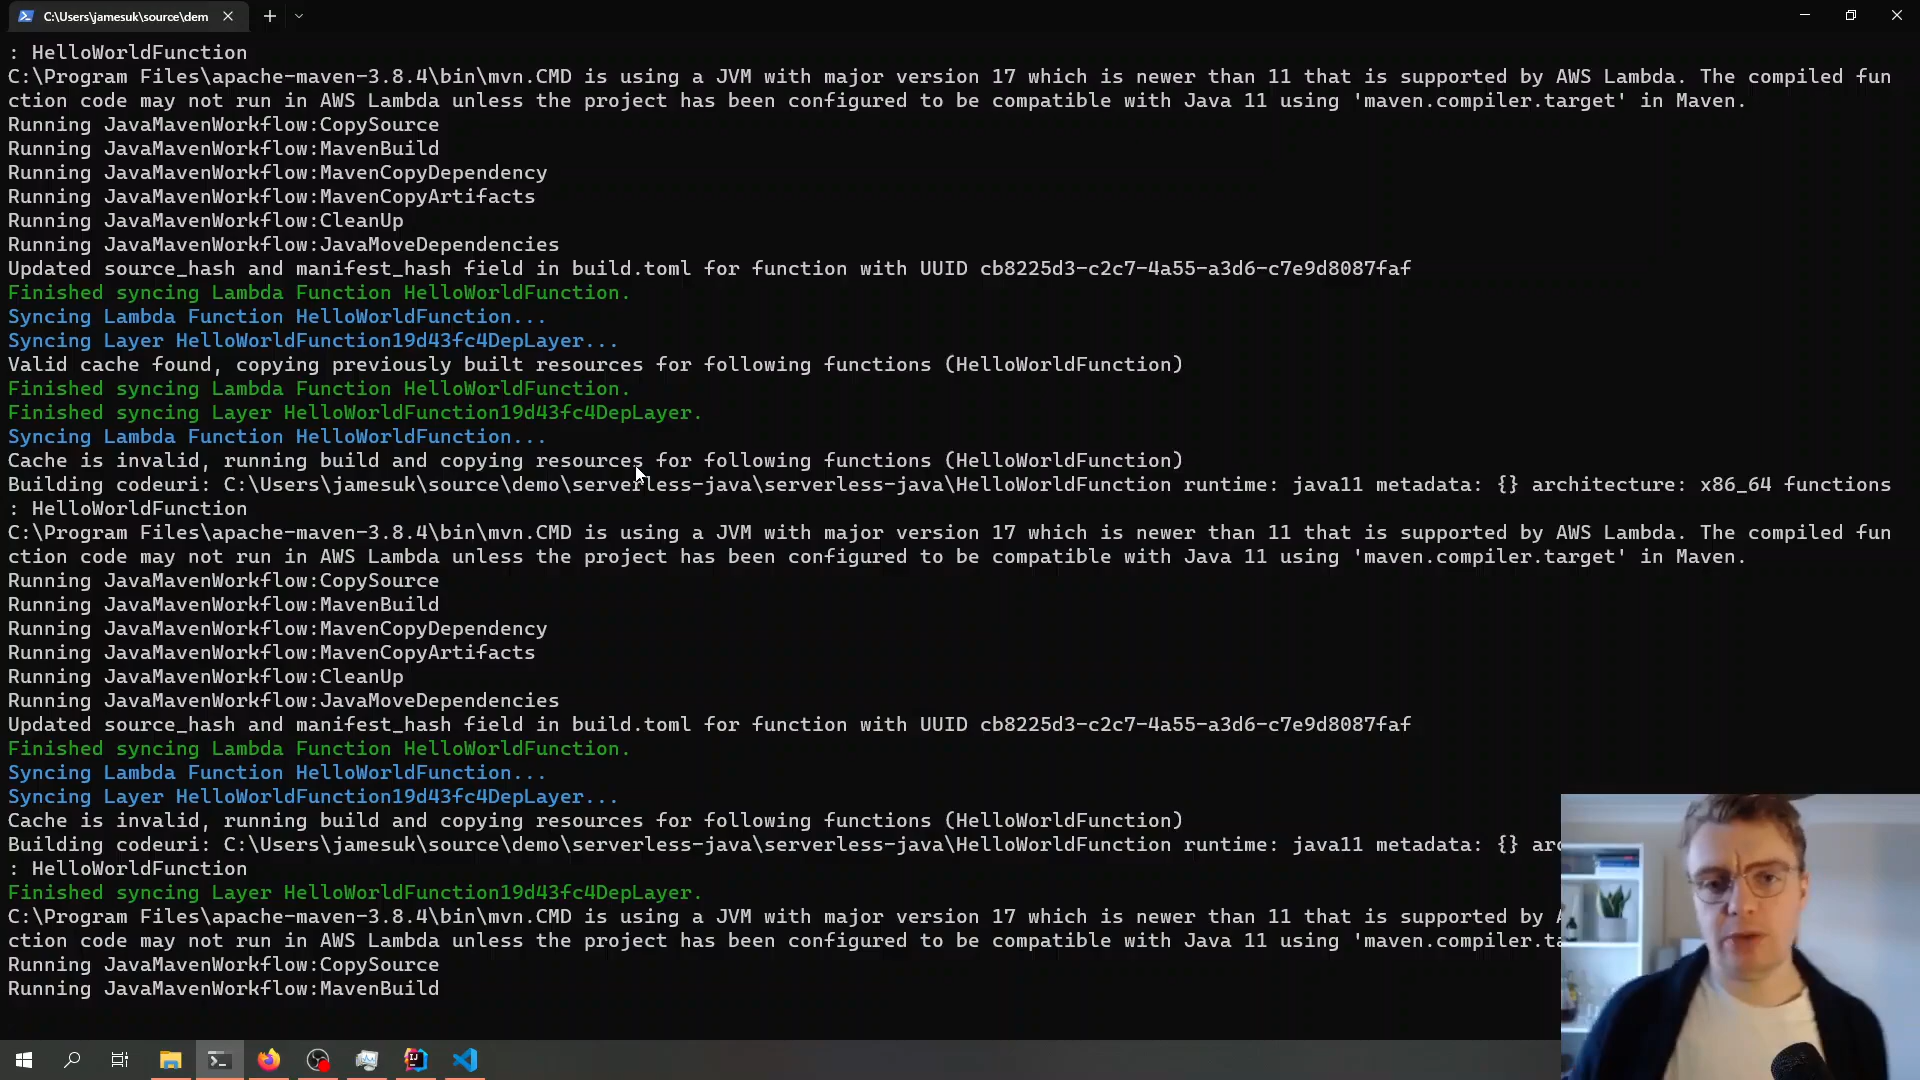 C:\Users\jamesuk\source\dem
: HelloWorldFunction
C:\Program Files\apache-maven-3.8.4\bin\mvn.CMD is using a JVM with major version 17 which is newer than 11 that is supported by AWS Lambda. The compiled fun
ction code may not run in AWS Lambda unless the project has been configured to be compatible with Java 11 using 'maven.compiler.target' in Maven.
Running JavaMavenWorkflow:CopySource
Running JavaMavenWorkflow:MavenBuild
Running JavaMavenWorkflow:MavenCopyDependency
Running JavaMavenWorkflow:MavenCopyArtifacts
Running JavaMavenWorkflow:CleanUp
Running JavaMavenWorkflow:JavaMoveDependencies
Updated source_hash and manifest_hash field in build.toml for function with UUID cb8225d3-c2c7-4a55-a3d6-c7e9d8087faf
Finished syncing Lambda Function HelloWorldFunction.
Syncing Lambda Function HelloWorldFunction...
Syncing Layer HelloWorldFunction19d43fc4DepLayer...
Valid cache found, copying previously built resources for following functions (HelloWorldFunction)
Finished syncing Lambda Function HelloWorldFunction.
Finished syncing Layer HelloWorldFunction19d43fc4DepLayer.
Syncing Lambda Function HelloWorldFunction...
Cache is invalid, running build and copying resources for following functions (HelloWorldFunction)
Building codeuri: C:\Users\jamesuk\source\demo\serverless-java\serverless-java\HelloWorldFunction runtime: java11 metadata: {} architecture: x86_64 functions
: HelloWorldFunction
C:\Program Files\apache-maven-3.8.4\bin\mvn.CMD is using a JVM with major version 17 which is newer than 11 that is supported by AWS Lambda. The compiled fun
ction code may not run in AWS Lambda unless the project has been configured to be compatible with Java 11 using 'maven.compiler.target' in Maven.
Running JavaMavenWorkflow:CopySource
Running JavaMavenWorkflow:MavenBuild
Running JavaMavenWorkflow:MavenCopyDependency
Running JavaMavenWorkflow:MavenCopyArtifacts
Running JavaMavenWorkflow:CleanUp
Running JavaMavenWorkflow:JavaMoveDependencies
Updated source_hash and manifest_hash field in build.toml for function with UUID cb8225d3-c2c7-4a55-a3d6-c7e9d8087faf
Finished syncing Lambda Function HelloWorldFunction.
Syncing Lambda Function HelloWorldFunction...
Syncing Layer HelloWorldFunction19d43fc4DepLayer...
Cache is invalid, running build and copying resources for following functions (HelloWorldFunction)
Building codeuri: C:\Users\jamesuk\source\demo\serverless-java\serverless-java\HelloWorldFunction runtime: java11 metadata: {} arc
: HelloWorldFunction
Finished syncing Layer HelloWorldFunction19d43fc4DepLayer.
C:\Program Files\apache-maven-3.8.4\bin\mvn.CMD is using a JVM with major version 17 which is newer than 11 that is supported by A
ction code may not run in AWS Lambda unless the project has been configured to be compatible with Java 11 using 'maven.compiler.ta
Running JavaMavenWorkflow:CopySource
Running JavaMavenWorkflow:MavenBuild